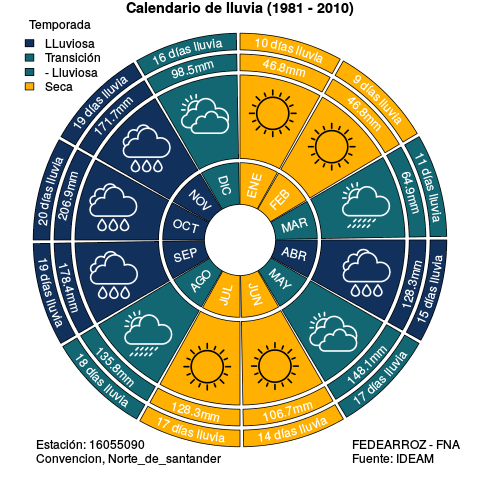 Calendario de lluvia (1981 - 2010)
Temporada
LLuviosa
Transición
- Lluviosa
Seca
10 días lluvia
46.8mm
ENE
9 días lluvia
46.8mm
FEB
11 días lluvia
64.9mm
MAR
15 días lluvia
128.3mm
ABR
17 días lluvia
148.1mm
MAY
14 días lluvia
106.7mm
JUN
17 días lluvia
128.3mm
JUL
18 días lluvia
135.8mm
AGO
19 días lluvia
178.4mm
SEP
20 días lluvia
206.9mm
OCT
19 días lluvia
171.7mm
NOV
16 días lluvia
98.5mm
DIC
Estación: 16055090
Convencion, Norte_de_santander
FEDEARROZ - FNA
Fuente: IDEAM